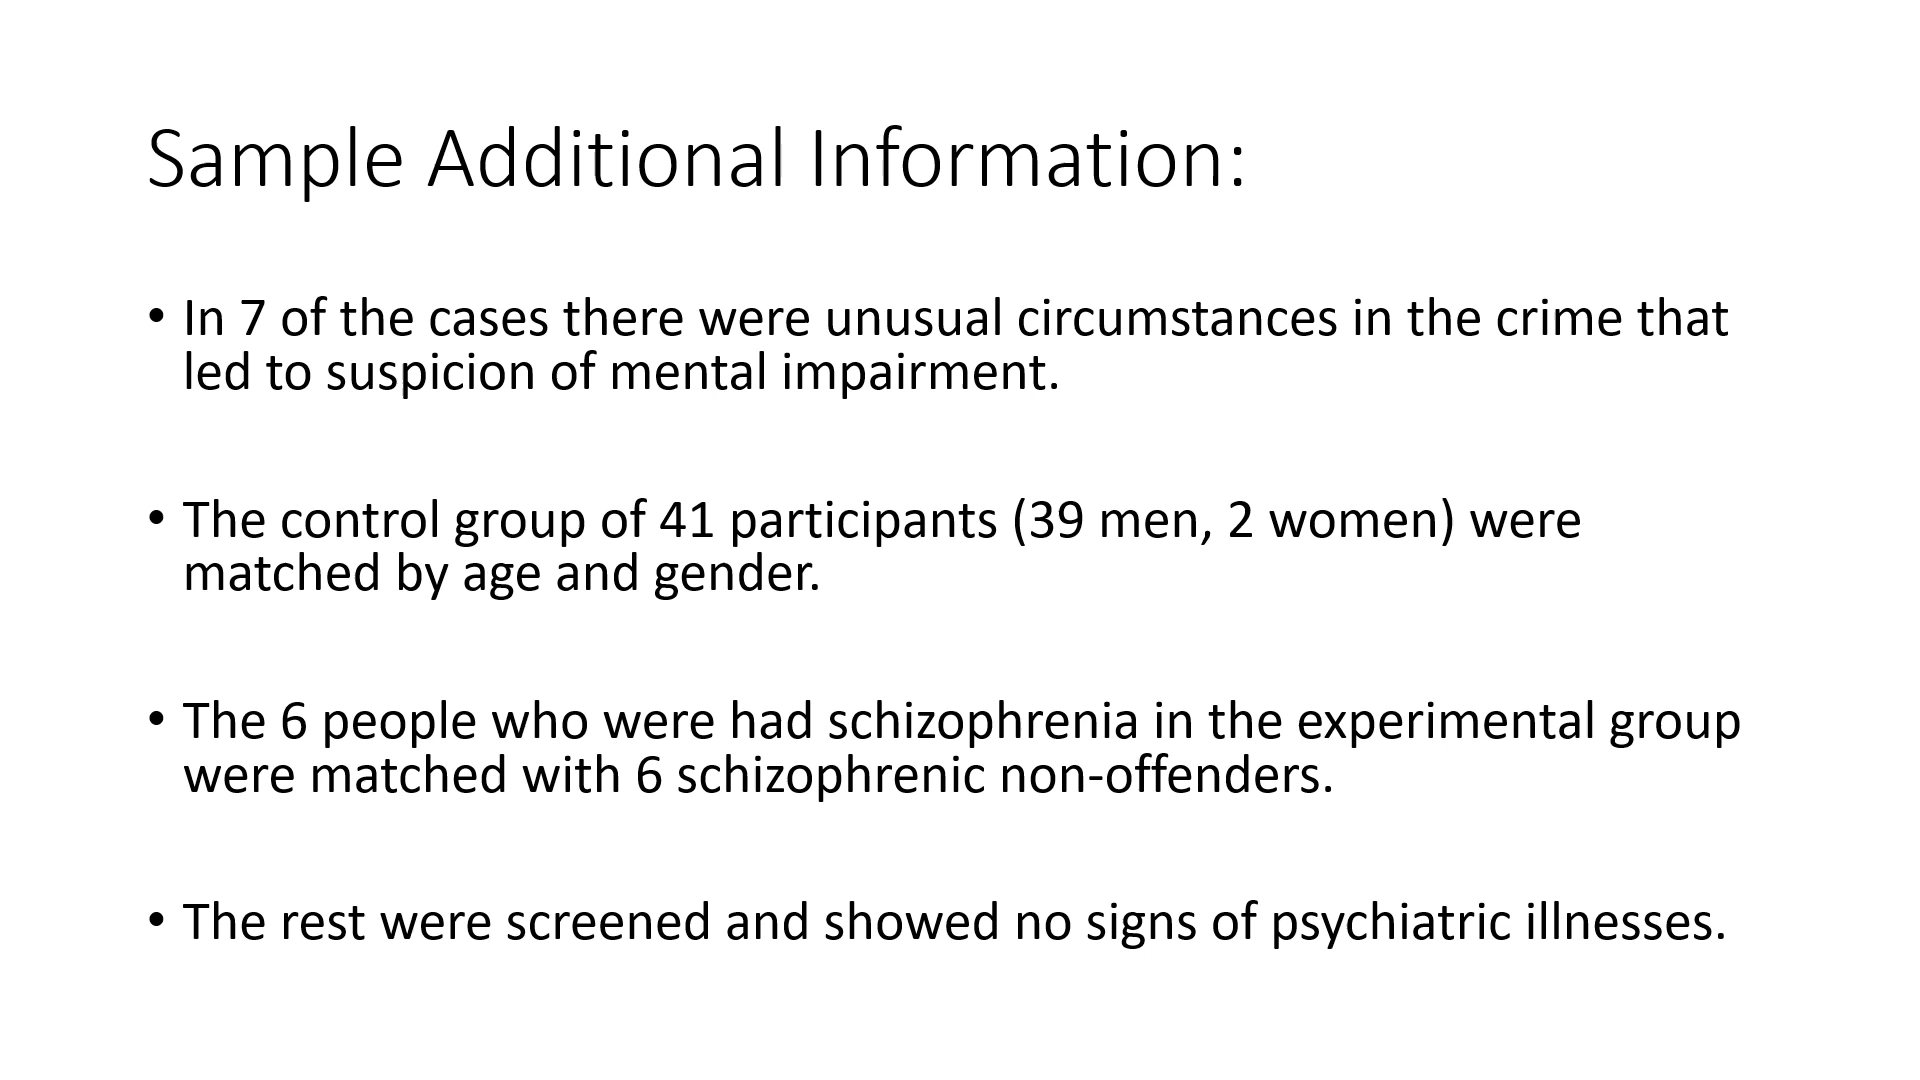 Sample Additional Information:
• In 7 of the cases there were unusual circumstances in the crime that
led to suspicion of mental impairment.
• The control group of 41 participants (39 men, 2 women) were
matched by age and gender.
• The 6 people who were had schizophrenia in the experimental group
were matched with 6 schizophrenic non-offenders.
• The rest were screened and showed no signs of psychiatric illnesses.